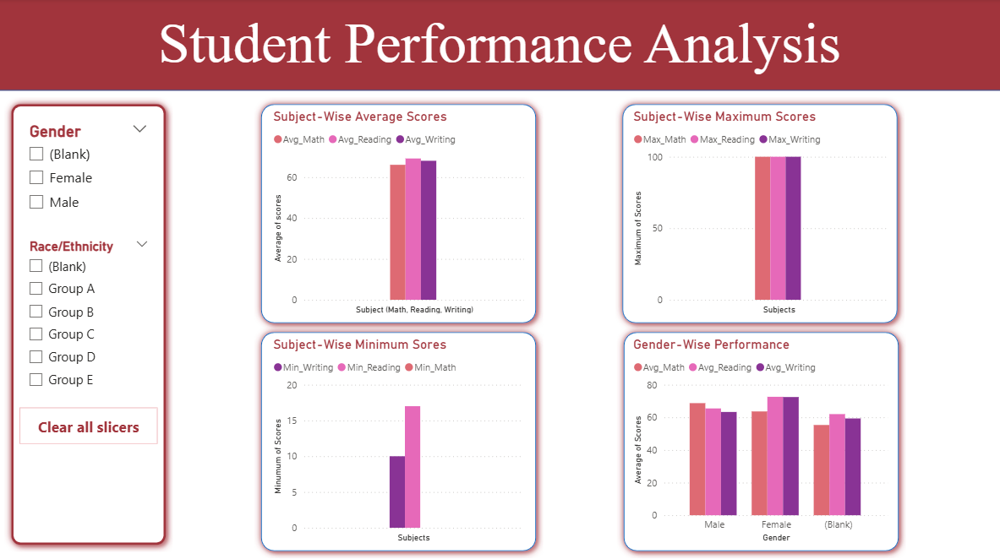 Student Performance Analysis
Gender
(Blank)
Female
Male
Race/Ethnicity
(Blank)
Group A
Group B
Group C
Group D
Group E
Clear all slicers
Subject-Wise Average Scores
Avg_Math Avg_Reading Avg_Writing
60
40
20
0
Average of scores
Subject (Math, Reading, Writing)
Subject-Wise Maximum Scores
Max_Math Max_Reading Max_Writing
100
50
0
Maximum of Scores
Subjects
Subject-Wise Minimum Sores
Min_Writing Min_Reading Min_Math
20
15
10
5
0
Minumum of Scores
Subjects
Gender-Wise Performance
Avg_Math Avg_Reading Avg_Writing
80
60
40
20
0
Average of Scores
Male Female (Blank)
Gender